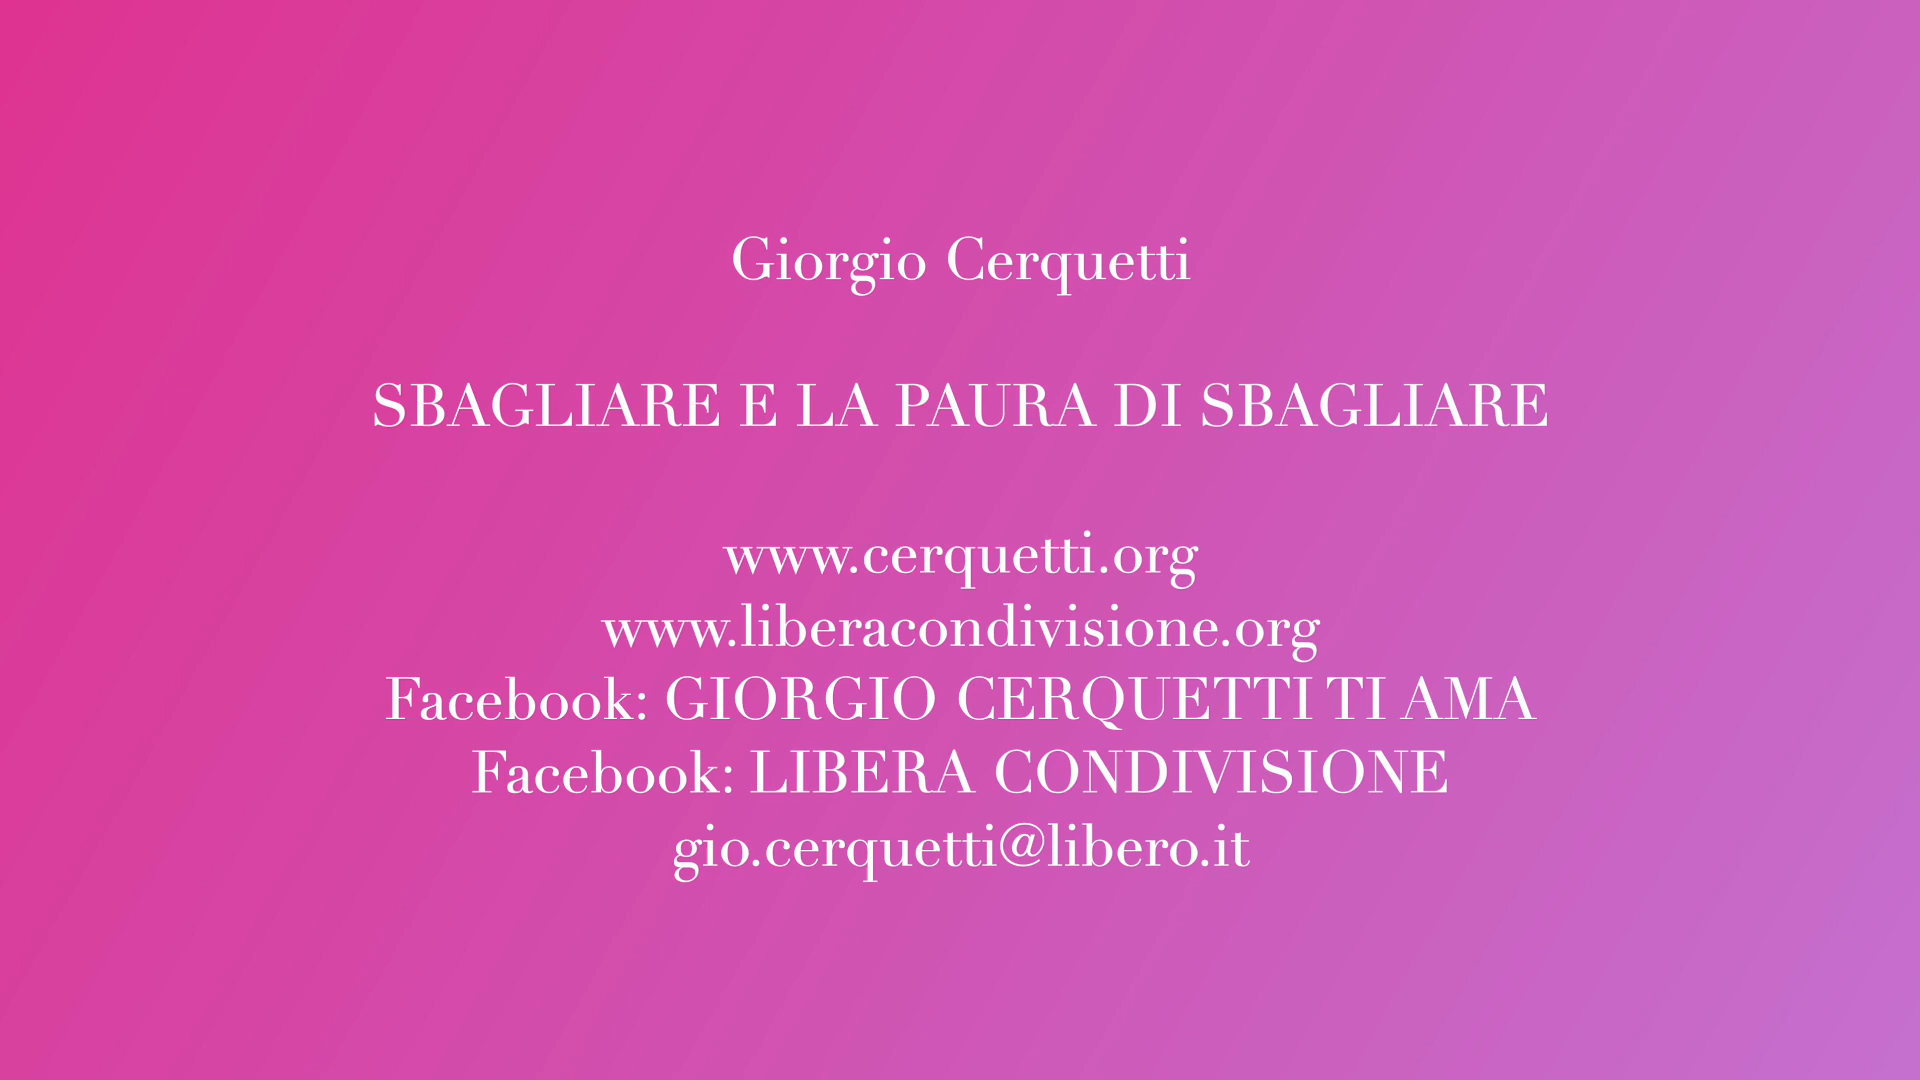 Giorgio Cerquetti
SBAGLIARE E LA PAURA DI SBAGLIARE
www.cerquetti.org
www.liberacondivisione.org
Facebook: GIORGIO CERQUETTI TI AMA
Facebook: LIBERA CONDIVISIONE
gio.cerquetti@libero.it